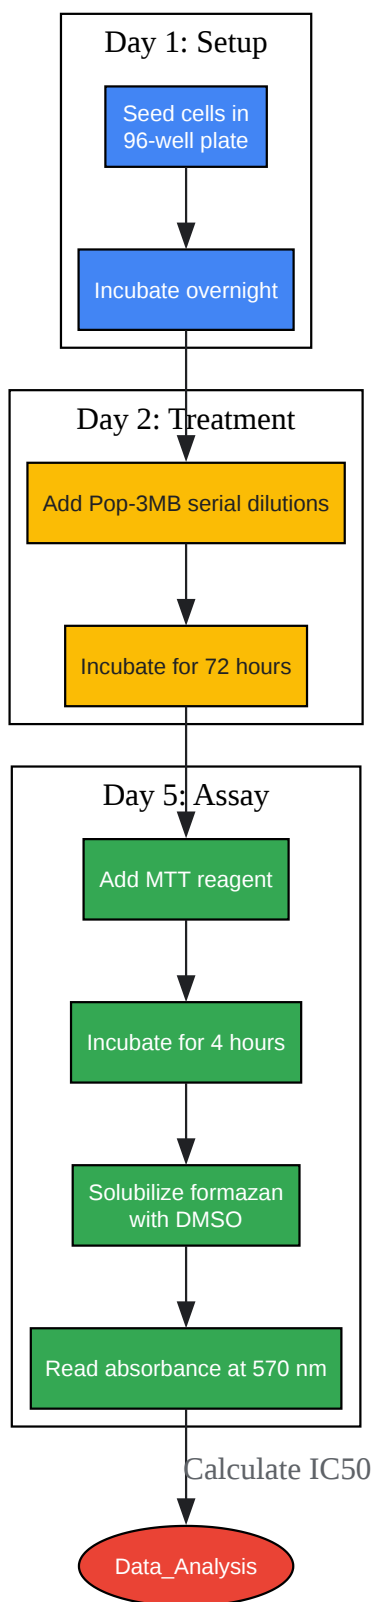 Day 1: Setup
Seed cells in
96-well plate
Incubate overnight
Day 2: Treatment
Add Pop-3MB serial dilutions
Incubate for 72 hours
Day 5: Assay
Add MTT reagent
Incubate for 4 hours
Solubilize formazan
with DMSO
Read absorbance at 570 nm
Calculate IC50
Data_Analysis